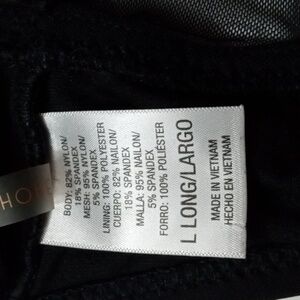 HOP
BODY: 82% NYLON/
18% SPANDEX
MESH: 95% NYLON/
5% SPANDEX
LINING: 100% POLYESTER
CUERPO: 82% NAILON/
18% SPANDEX
MALLA: 95% NAILON/
5% SPANDEX
FORRO: 100% POLIÉSTER
L LONG/LARGO
MADE IN VIETNAM
HECHO EN VIETNAM